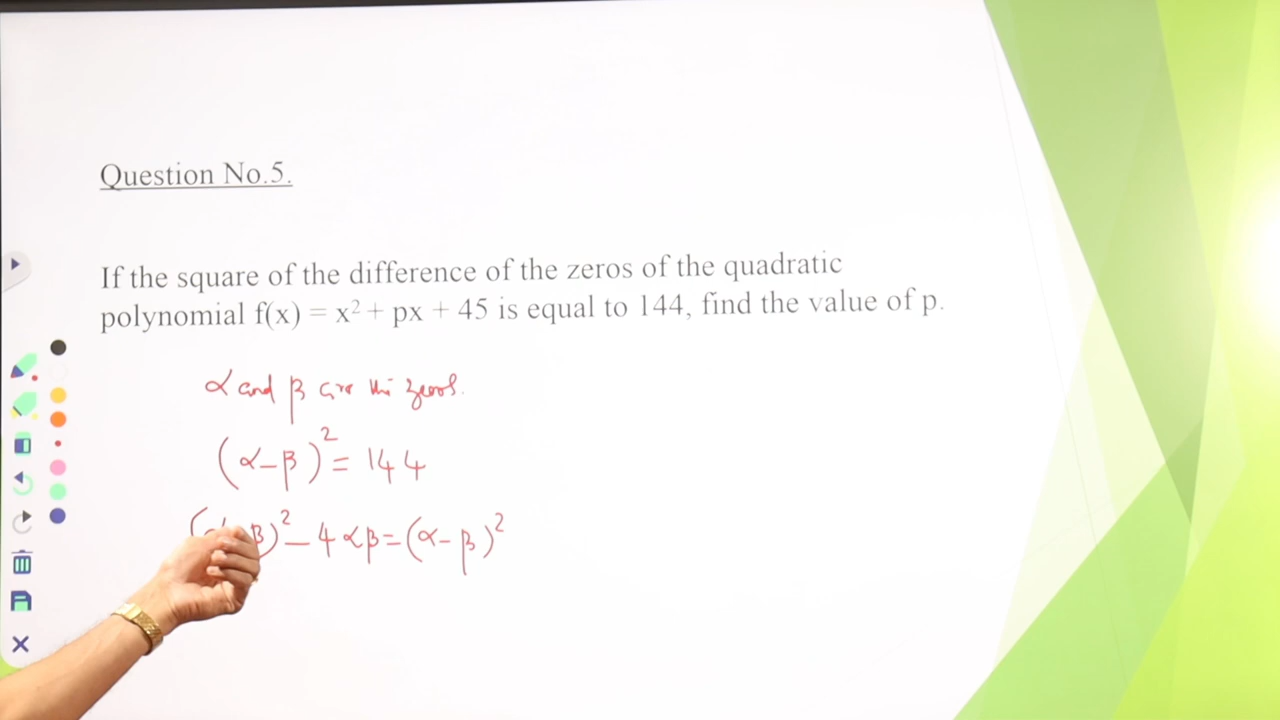 Question No.5.
If the square of the difference of the zeros of the quadratic
polynomial f(x) = x² + px + 45 is equal to 144, find the value of p.
α and β are the zeros.
(α-β)² = 144
β)² - 4αβ = (α-β)²